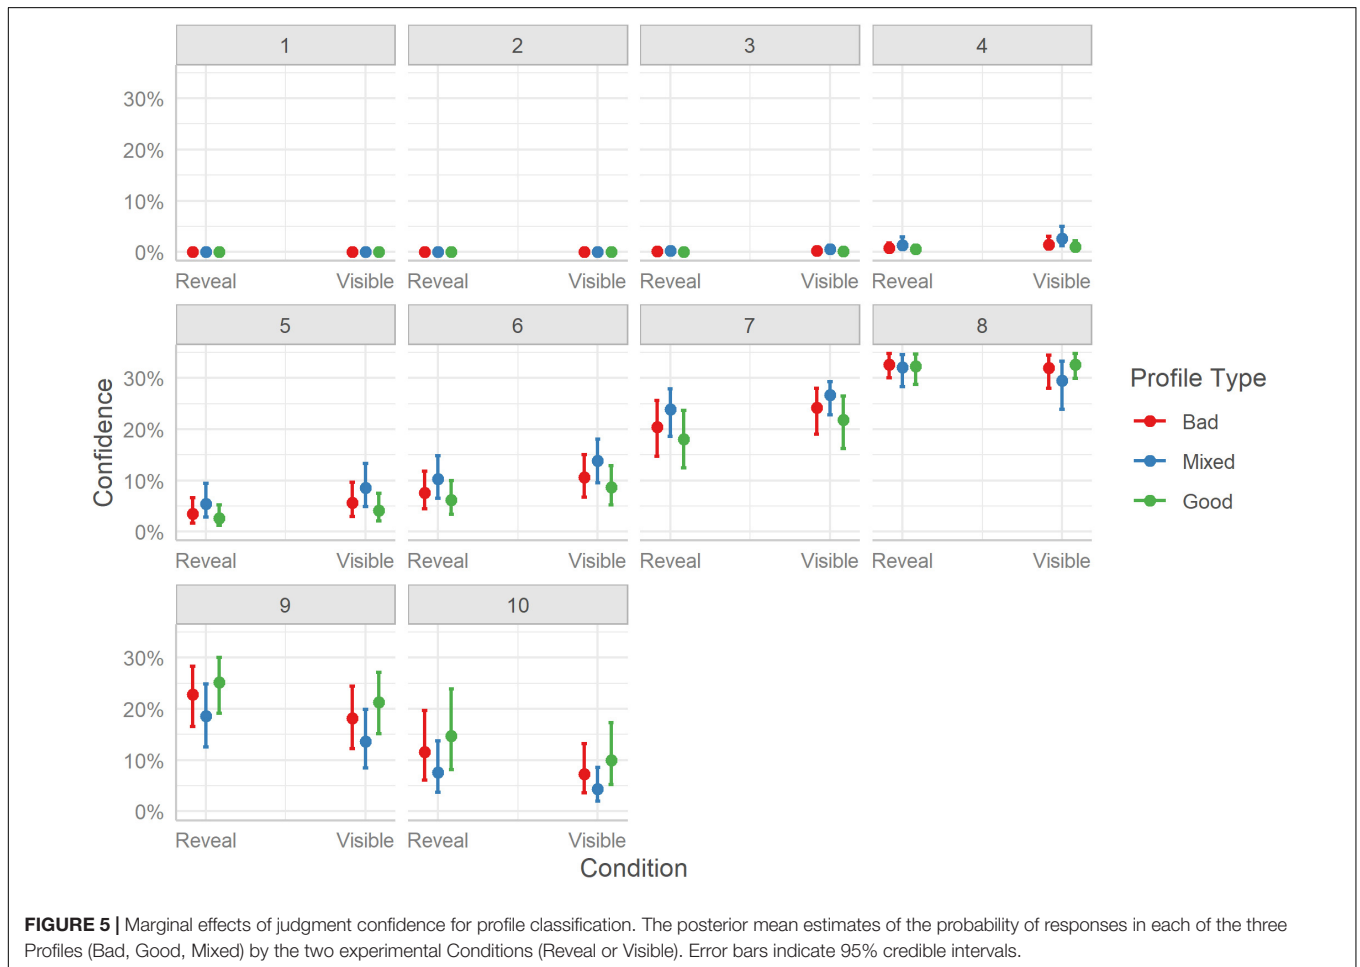 1 2 3 4
30%
20%
10%
0%
Reveal Visible Reveal Visible Reveal Visible Reveal Visible
5 6 7 8
30%
20%
10%
0%
Reveal Visible Reveal Visible Reveal Visible Reveal Visible
Confidence
Profile Type
Bad
Mixed
Good
9 10
30%
20%
10%
0%
Reveal Visible Reveal Visible
Condition
FIGURE 5 | Marginal effects of judgment confidence for profile classification. The posterior mean estimates of the probability of responses in each of the three
Profiles (Bad, Good, Mixed) by the two experimental Conditions (Reveal or Visible). Error bars indicate 95% credible intervals.